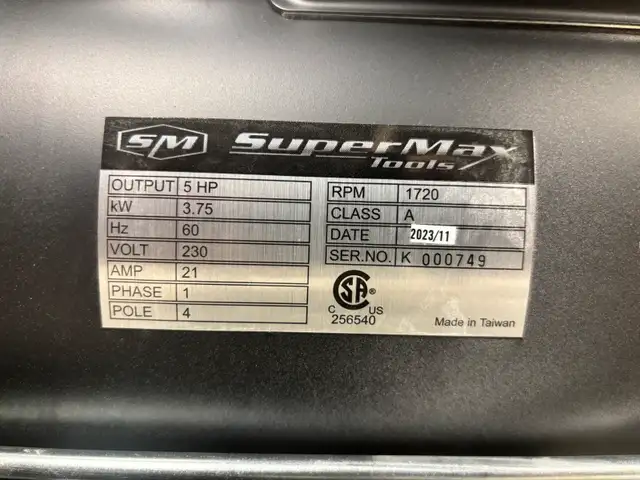 SM SuperMax
Tools
OUTPUT 5 HP
kW 3.75
Hz 60
VOLT 230
AMP 21
PHASE 1
POLE 4
RPM 1720
CLASS A
DATE 2023/11
SER.NO. K 000749
SA ®
C US
256540
Made in Taiwan